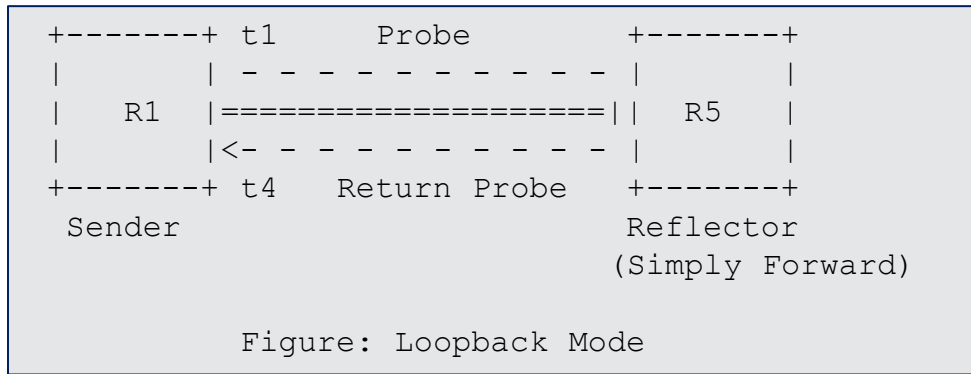 +-------+ t1     Probe           +-------+
|       | - - - - - - - - - - |       |
|   R1  |====================||  R5   |
|       |<- - - - - - - - - - |       |
+-------+ t4   Return Probe   +-------+
Sender Reflector
(Simply Forward)
Figure: Loopback Mode